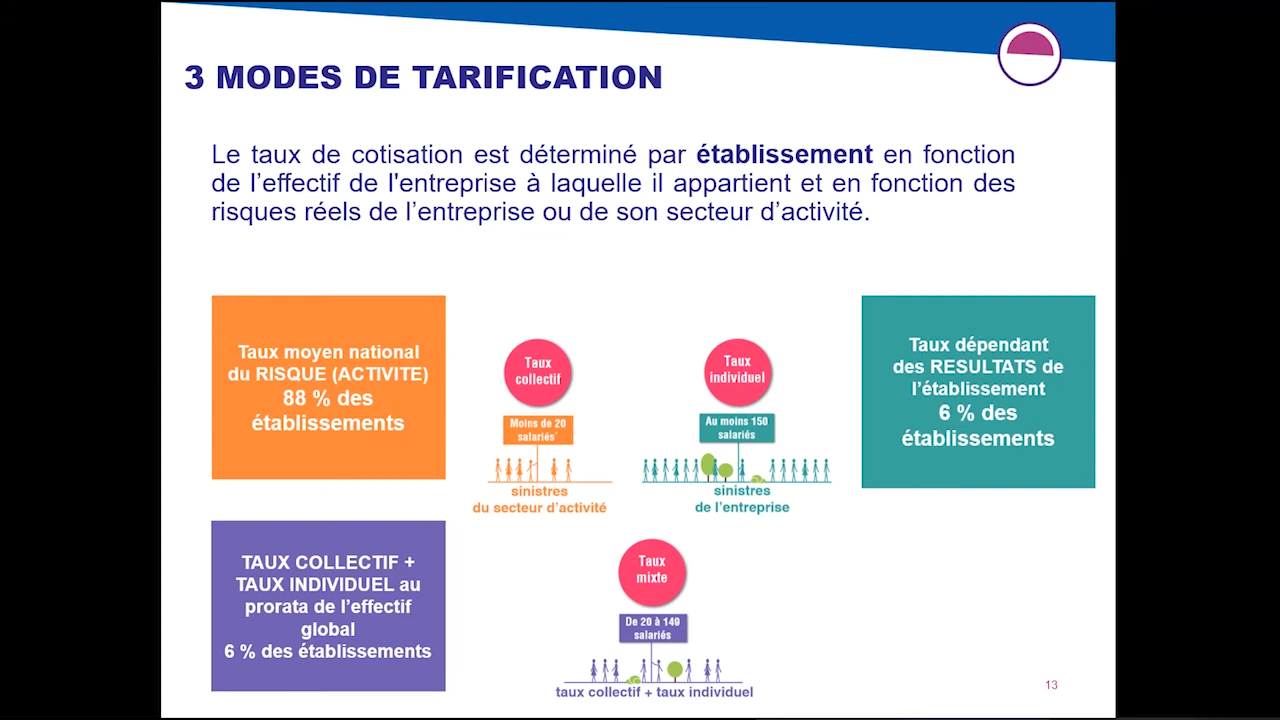 3 MODES DE TARIFICATION
Le taux de cotisation est déterminé par établissement en fonction
de l’effectif de l'entreprise à laquelle il appartient et en fonction des
risques réels de l’entreprise ou de son secteur d’activité.
Taux moyen national
du RISQUE (ACTIVITE)
88 % des
établissements
Taux
collectif
Moins de 20
salariés*
sinistres
du secteur d’activité
Taux
individuel
Au moins 150
salariés
sinistres
de l’entreprise
Taux dépendant
des RESULTATS de
l’établissement
6 % des
établissements
TAUX COLLECTIF +
TAUX INDIVIDUEL au
prorata de l’effectif
global
6 % des établissements
Taux
mixte
De 20 à 149
salariés
taux collectif + taux individuel
13